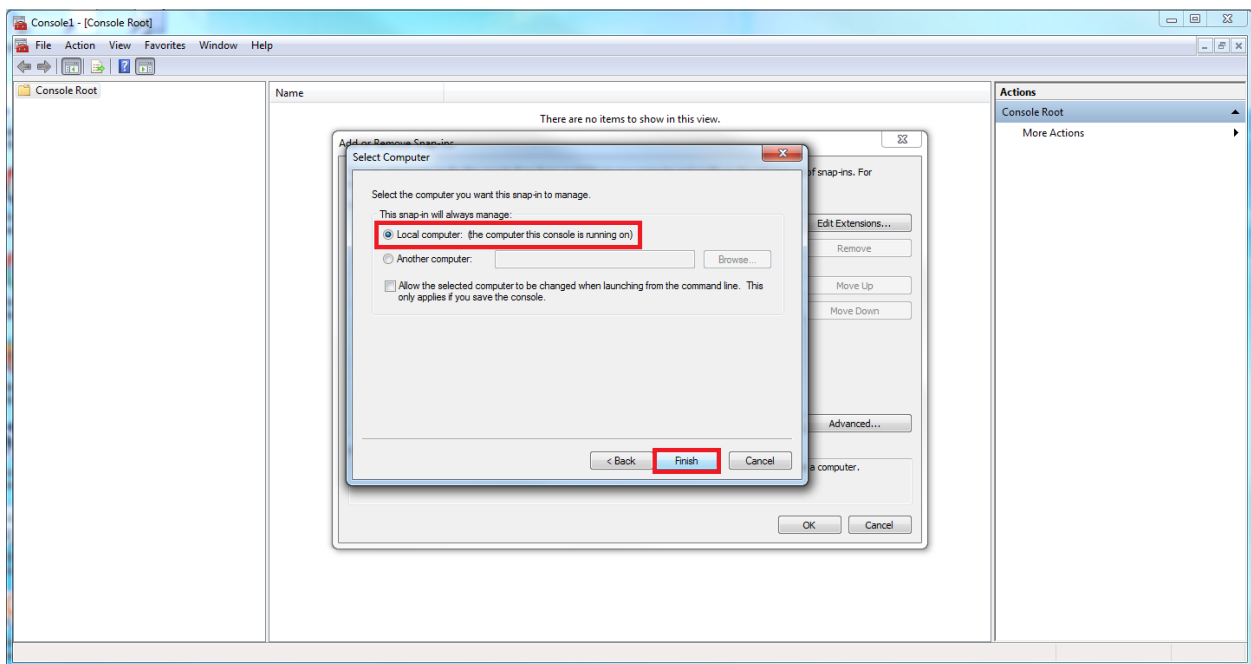 Console1 - [Console Root]
File Action View Favorites Window Help
Console Root
Name
There are no items to show in this view.
Actions
Console Root
More Actions
Add or Remove Snap-ins
of snap-ins. For
Edit Extensions...
Remove
Move Up
Move Down
Advanced...
a computer.
OK
Cancel
Select Computer
Select the computer you want this snap-in to manage.
This snap-in will always manage:
Local computer: (the computer this console is running on)
Another computer:
Browse...
Allow the selected computer to be changed when launching from the command line. This
only applies if you save the console.
< Back
Finish
Cancel